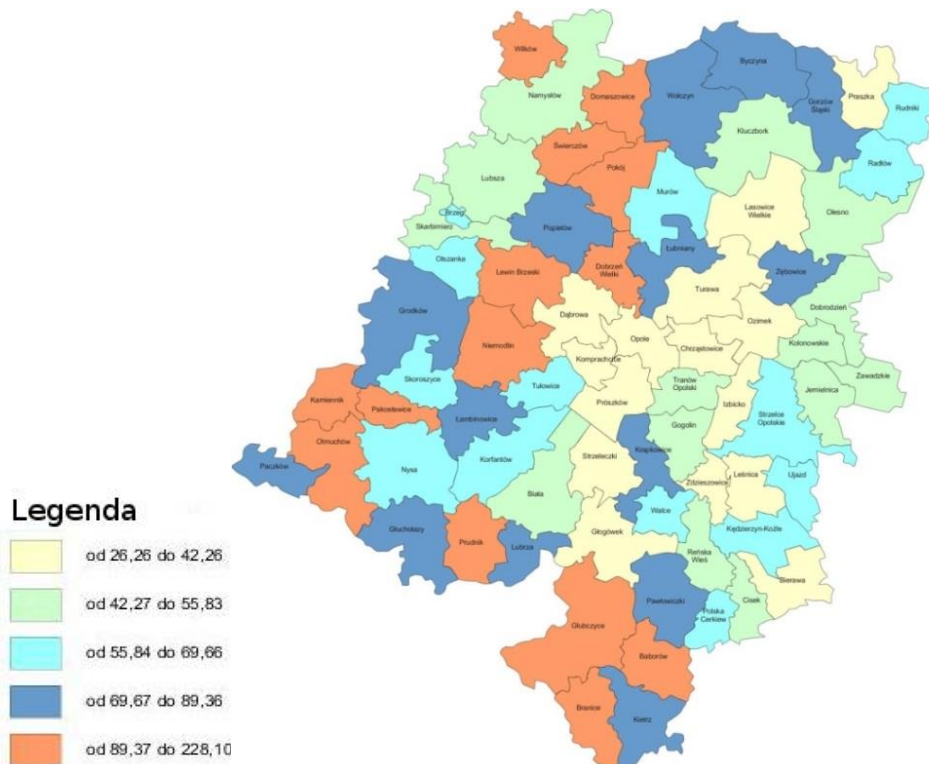 Wilków
Namysłów
Domaszowice
Wołczyn
Byczyna
Gorzów
Śląski
Praszka
Rudniki
Radłów
Kluczbork
Świerczów
Pokój
Murów
Lasowice
Wielkie
Olesno
Lubsza
Brzeg
Skarbimierz
Popielów
Łubniany
Olszanka
Lewin Brzeski
Dobrzeń
Wielki
Turawa
Zębowice
Dobrodzień
Grodków
Dąbrowa
Opole
Ozimek
Chrząstowice
Kolonowskie
Niemodlin
Komprachcice
Zawadzkie
Skoroszyce
Tułowice
Tranów
Opolski
Jemielnica
Kamiennik
Pakosławice
Łambinowice
Prószków
Izbicko
Strzelce
Opolskie
Otmuchów
Gogolin
Paczków
Nysa
Korfantów
Strzeleczki
Krapkowice
Zdzieszowice
Leśnica
Ujazd
Biała
Walce
Kędzierzyn-Koźle
Głuchołazy
Prudnik
Lubrza
Głogówek
Reńska
Wieś
Bierawa
Pawłowiczki
Cisek
Polska
Cerkiew
Głubczyce
Baborów
Branice
Kietrz
Legenda
od 26,26 do 42,26
od 42,27 do 55,83
od 55,84 do 69,66
od 69,67 do 89,36
od 89,37 do 228,10